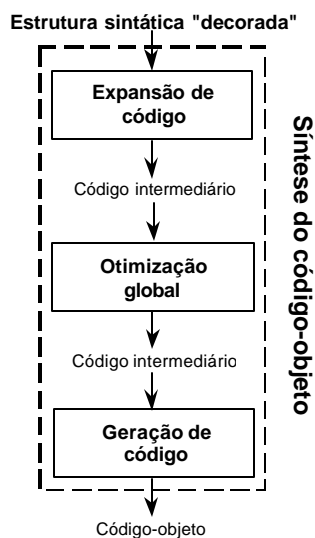 Estrutura sintática "decorada"
Expansão de
código
Código intermediário
Otimização
global
Código intermediário
Geração de
código
Código-objeto
Síntese do código-objeto